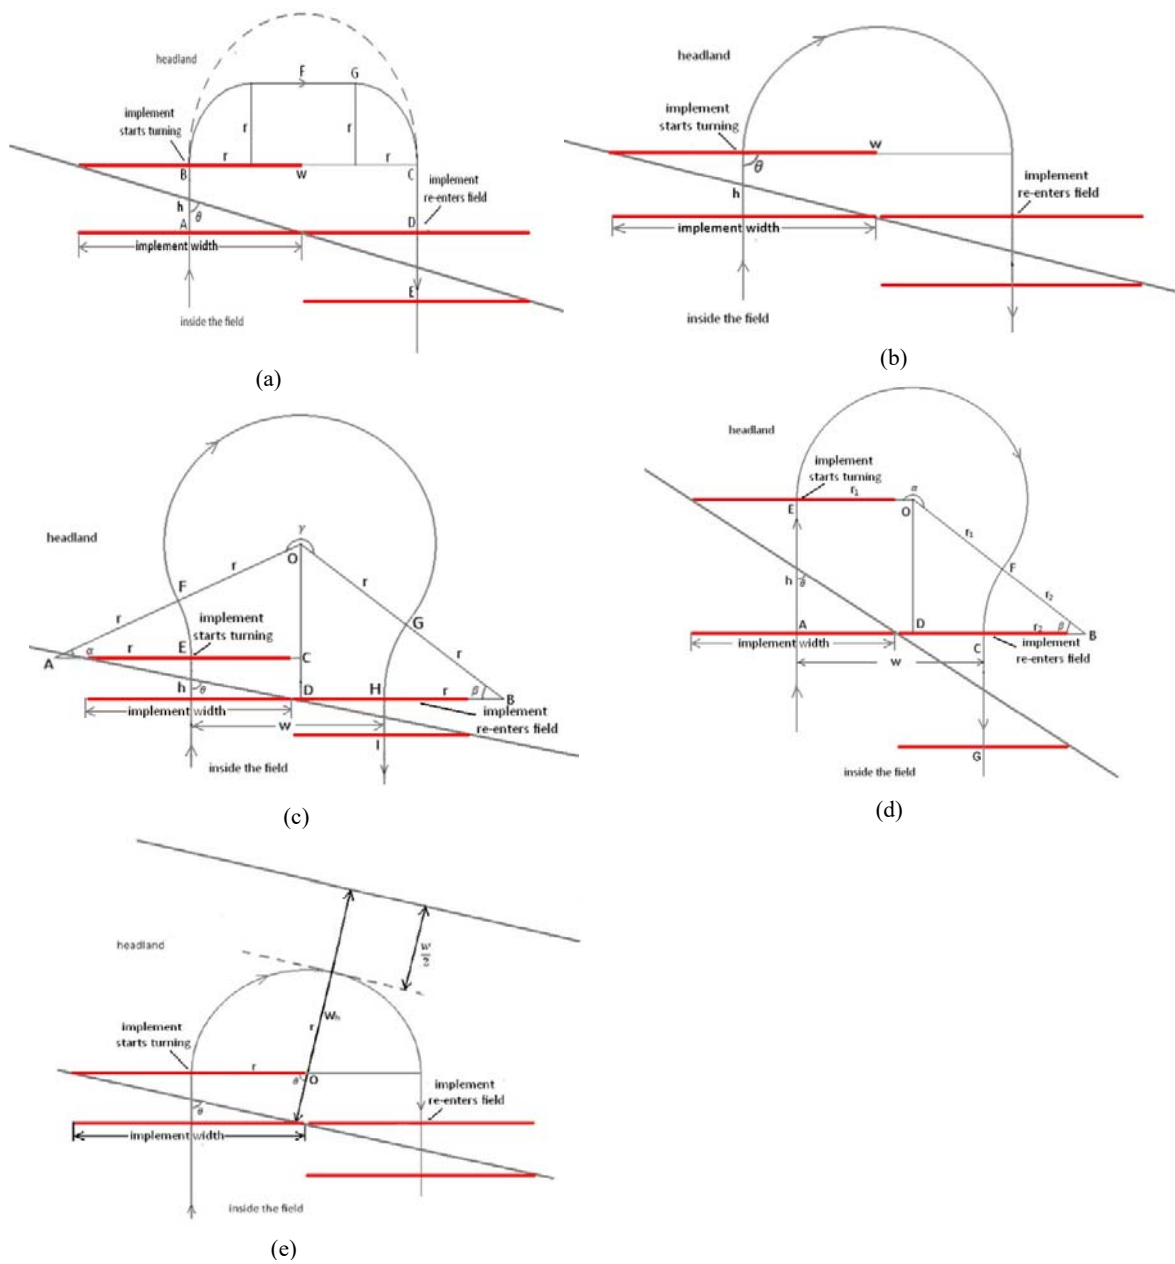 headland
F G
implement
starts turning
r r
r r
B w C
implement
re-enters field
h
θ
A D
implement width
E
inside the field
(a)
headland
implement
starts turning
w
θ
h
implement
re-enters field
implement width
inside the field
(b)
headland
γ
O
r r
F
G
implement
starts turning
r r
A α r E C
h θ D H r β B
implement width
implement
re-enters field
w
I
inside the field
(c)
headland
implement
starts turning
r₁ α
E O
r₁
F
h θ
r₂
A D r₂ β B
implement width
C
implement
re-enters field
w
G
inside the field
(d)
headland
w
2
r Wₕ
implement
starts turning
r
θ O
implement
re-enters field
θ
implement width
inside the field
(e)